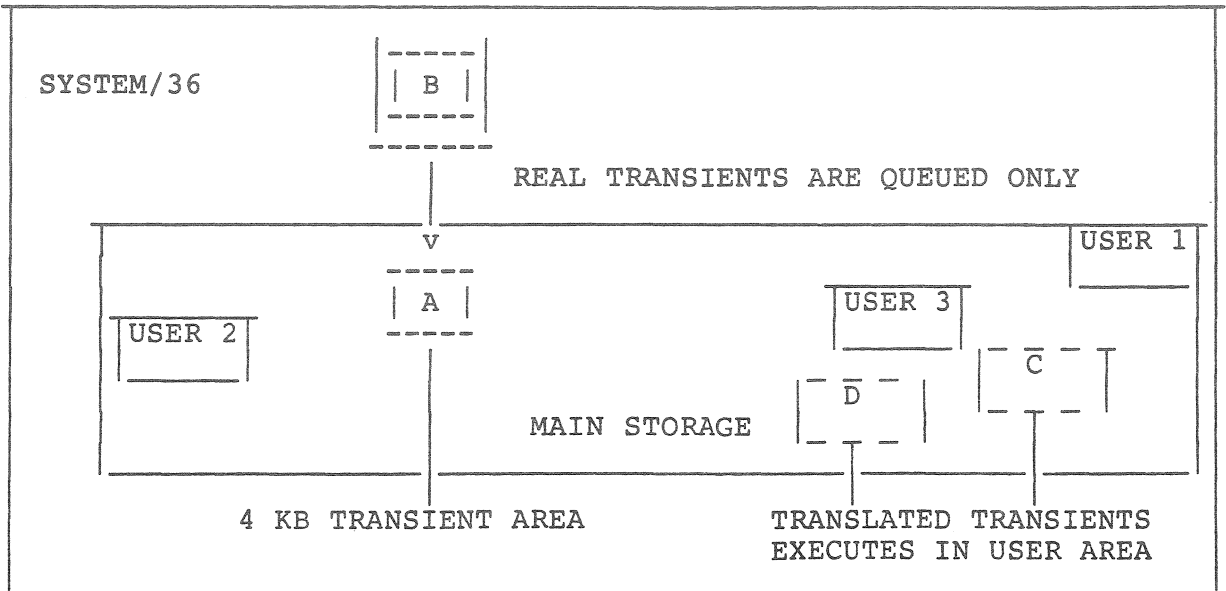 SYSTEM/36
B
REAL TRANSIENTS ARE QUEUED ONLY
v
USER 1
A
USER 3
USER 2
C
D
MAIN STORAGE
4 KB TRANSIENT AREA
TRANSLATED TRANSIENTS
EXECUTES IN USER AREA